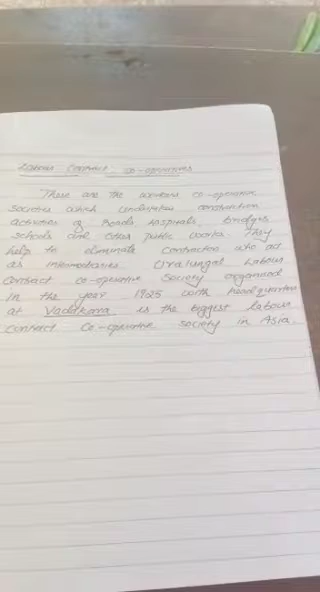 Labour Contract co-operatives
These are the workers co-operative
societies which undertakes construction
activities of Roads, Hospitals, bridges
schools and other public works. They
help to eliminate contractors who act
as intermediaries. Uralungal Labour
Contract co-operative Society organised
in the year 1925 with headquarters
at Vadakara is the biggest labour
contract co-operative society in Asia.